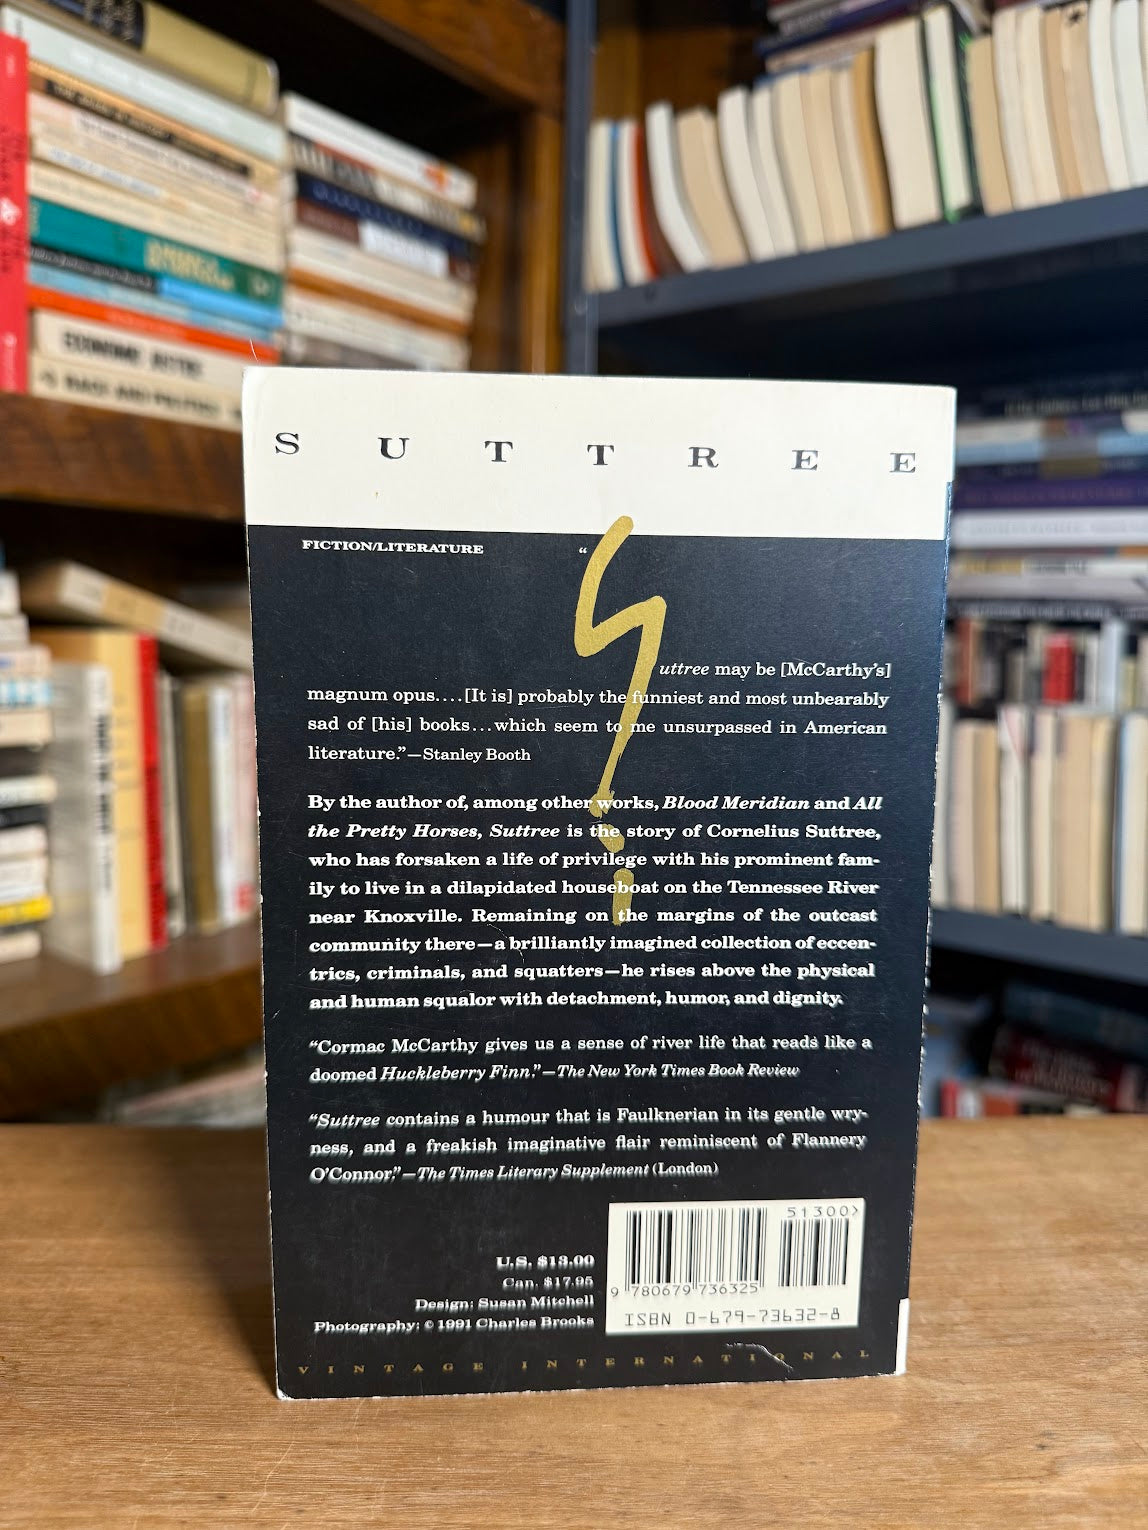 ECONOMIC
RACE AND POLITICS
S U T T R E E
FICTION/LITERATURE
“Suttree may be [McCarthy’s]
magnum opus....[It is] probably the funniest and most unbearably
sad of [his] books...which seem to me unsurpassed in American
literature.”—Stanley Booth
By the author of, among other works, Blood Meridian and All
the Pretty Horses, Suttree is the story of Cornelius Suttree,
who has forsaken a life of privilege with his prominent fam-
ily to live in a dilapidated houseboat on the Tennessee River
near Knoxville. Remaining on the margins of the outcast
community there—a brilliantly imagined collection of eccen-
trics, criminals, and squatters—he rises above the physical
and human squalor with detachment, humor, and dignity.
“Cormac McCarthy gives us a sense of river life that reads like a
doomed Huckleberry Finn.”—The New York Times Book Review
“Suttree contains a humour that is Faulknerian in its gentle wry-
ness, and a freakish imaginative flair reminiscent of Flannery
O’Connor.”—The Times Literary Supplement (London)
U.S. $13.00
Can. $17.95
Design: Susan Mitchell
Photography: © 1991 Charles Brooks
51300>
9 780679 736325
ISBN 0-679-73632-8
VINTAGE INTERNATIONAL